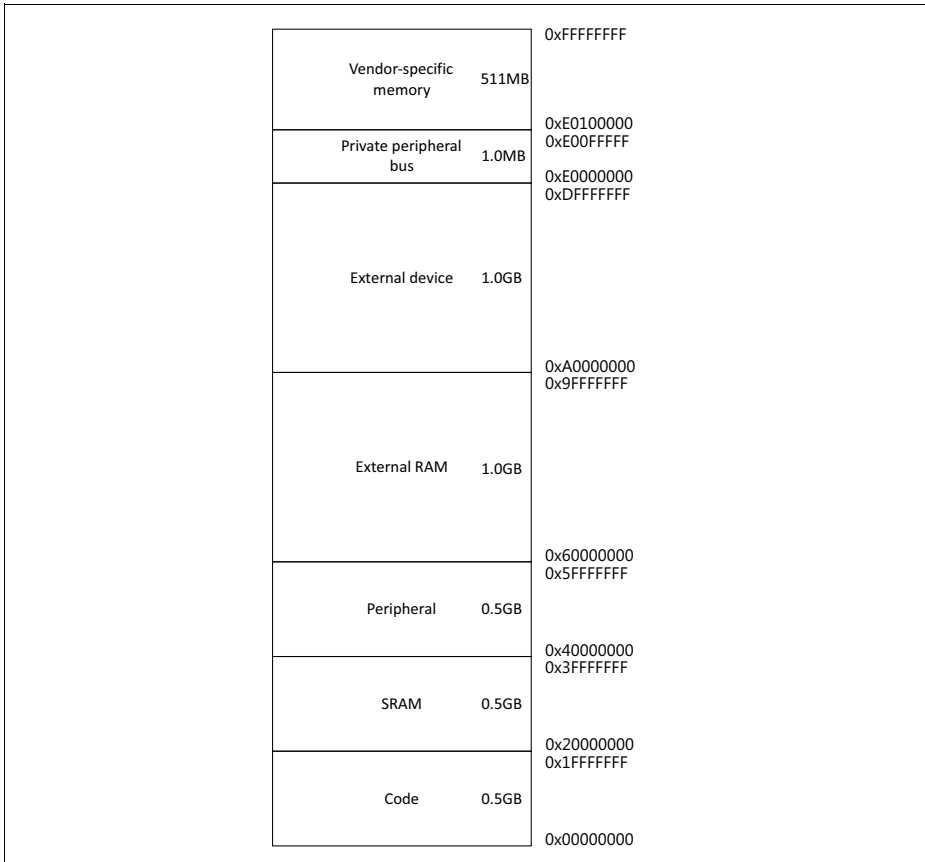 0xFFFFFFFF
Vendor-specific
memory
511MB
0xE0100000
0xE00FFFFF
Private peripheral
bus
1.0MB
0xE0000000
0xDFFFFFFF
External device 1.0GB
0xA0000000
0x9FFFFFFF
External RAM 1.0GB
0x60000000
0x5FFFFFFF
Peripheral 0.5GB
0x40000000
0x3FFFFFFF
SRAM 0.5GB
0x20000000
0x1FFFFFFF
Code 0.5GB
0x00000000